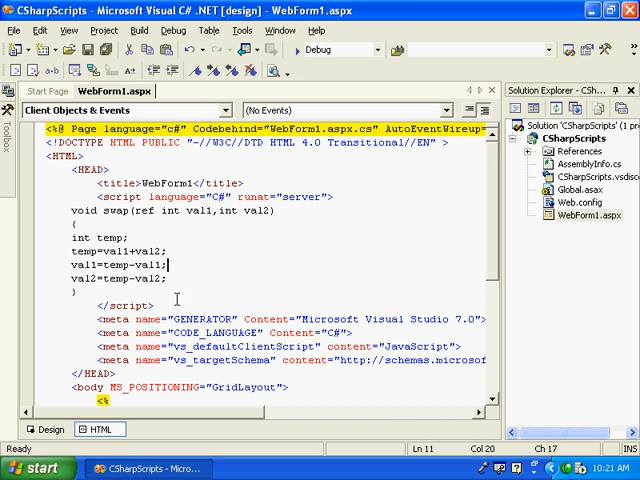 CSharpScripts - Microsoft Visual C# .NET [design] - WebForm1.aspx
File Edit View Project Build Debug Tools Table Window Help
Debug
Start Page WebForm1.aspx
Solution Explorer - CSharpScripts
Client Objects & Events (No Events)
Toolbox
<%@ Page language="c#" Codebehind="WebForm1.aspx.cs" AutoEventWireup=
<!DOCTYPE HTML PUBLIC "-//W3C//DTD HTML 4.0 Transitional//EN" >
<HTML>
<HEAD>
<title>WebForm1</title>
<script language="C#" runat="server">
void swap(ref int val1,int val2)
{
int temp;
temp=val1+val2;
val1=temp-val1;
val2=temp-val2;
}
</script>
<meta name="GENERATOR" Content="Microsoft Visual Studio 7.0">
<meta name="CODE_LANGUAGE" Content="C#">
<meta name="vs_defaultClientScript" content="JavaScript">
<meta name="vs_targetSchema" content="http://schemas.microsof
</HEAD>
<body MS_POSITIONING="GridLayout">
<%
Solution 'CSharpScripts' (1 pro
CSharpScripts
References
AssemblyInfo.cs
CSharpScripts.vsdisco
Global.asax
Web.config
WebForm1.aspx
Design HTML
Ready Ln 11 Col 20 Ch 17
start CSharpScripts - Micro... 10:21 AM